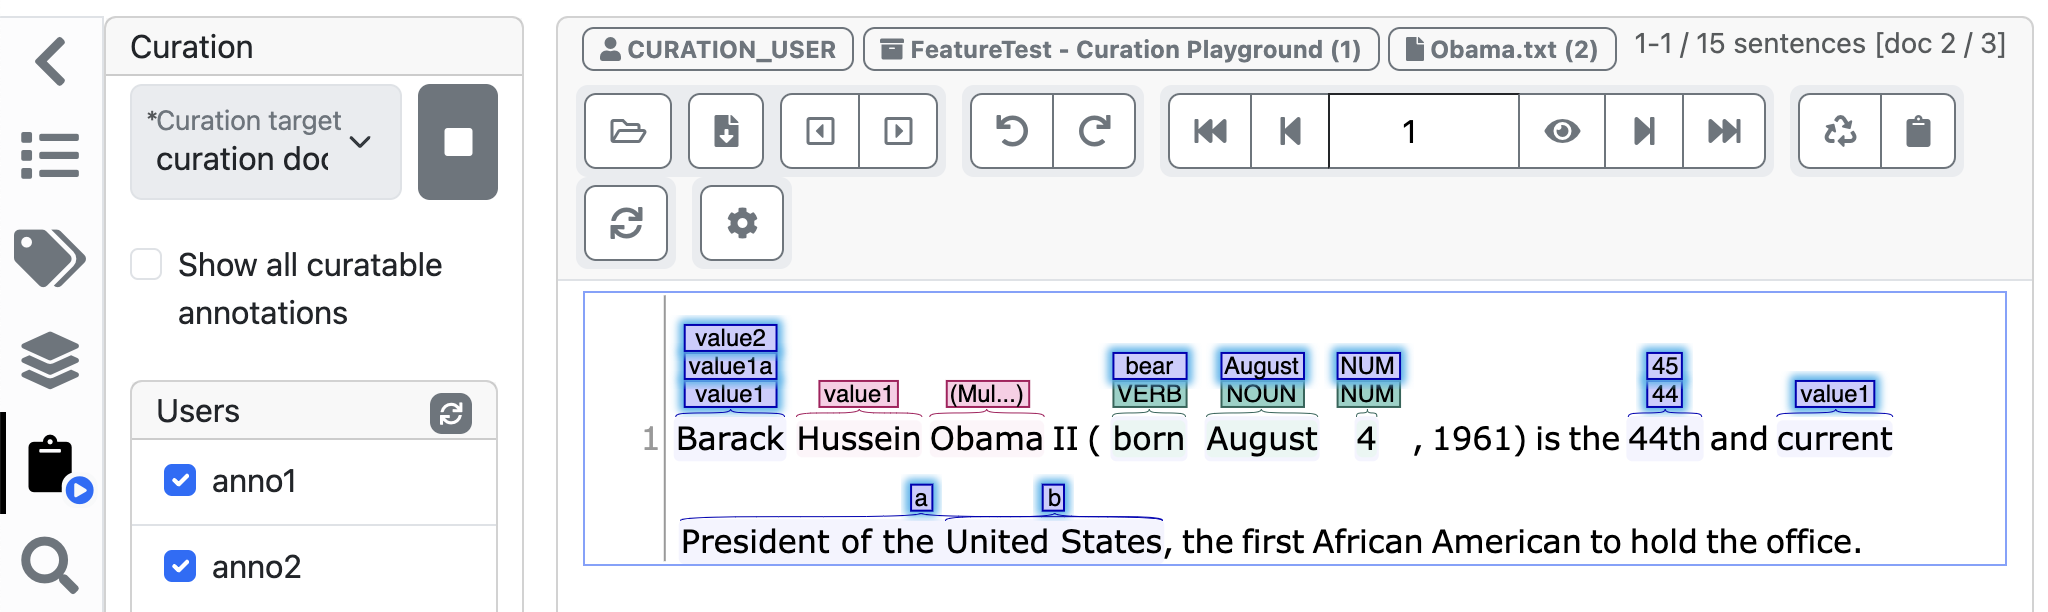 Curation
*Curation target
curation doc
Show all curatable
annotations
Users
anno1
anno2
CURATION_USER FeatureTest - Curation Playground (1) Obama.txt (2) 1-1 / 15 sentences [doc 2 / 3]
1
value2
value1a bear August NUM 45
value1 value1 (Mul...) VERB NOUN NUM 44 value1
1 Barack Hussein Obama II ( born August 4 , 1961) is the 44th and current
a b
President of the United States, the first African American to hold the office.